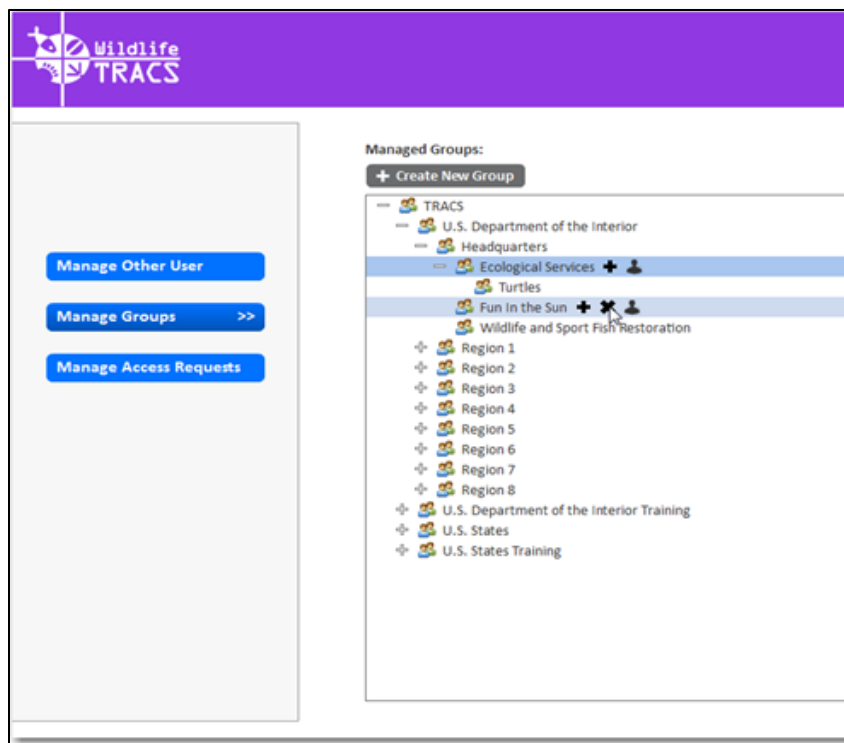 Wildlife
TRACS
Managed Groups:
Create New Group
TRACS
U.S. Department of the Interior
Headquarters
Manage Other User
Ecological Services
Turtles
Manage Groups >>
Fun In the Sun
Wildlife and Sport Fish Restoration
Region 1
Manage Access Requests
Region 2
Region 3
Region 4
Region 5
Region 6
Region 7
Region 8
U.S. Department of the Interior Training
U.S. States
U.S. States Training